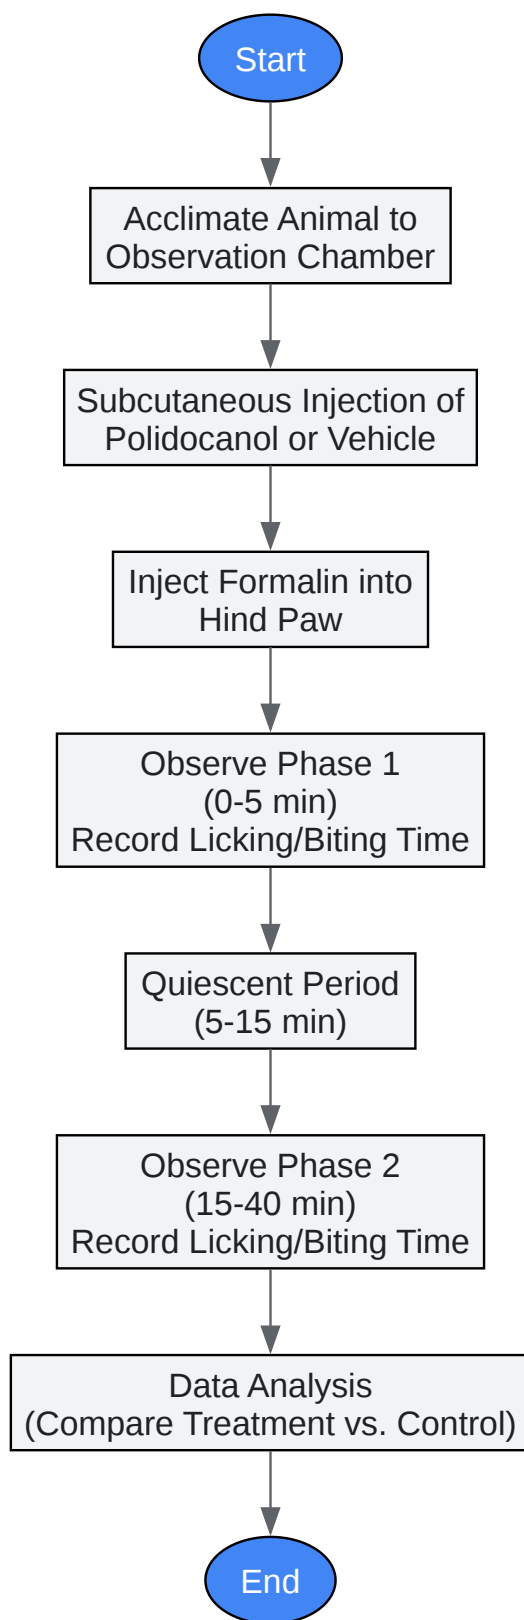 Start
Acclimate Animal to
Observation Chamber
Subcutaneous Injection of
Polidocanol or Vehicle
Inject Formalin into
Hind Paw
Observe Phase 1
(0-5 min)
Record Licking/Biting Time
Quiescent Period
(5-15 min)
Observe Phase 2
(15-40 min)
Record Licking/Biting Time
Data Analysis
(Compare Treatment vs. Control)
End